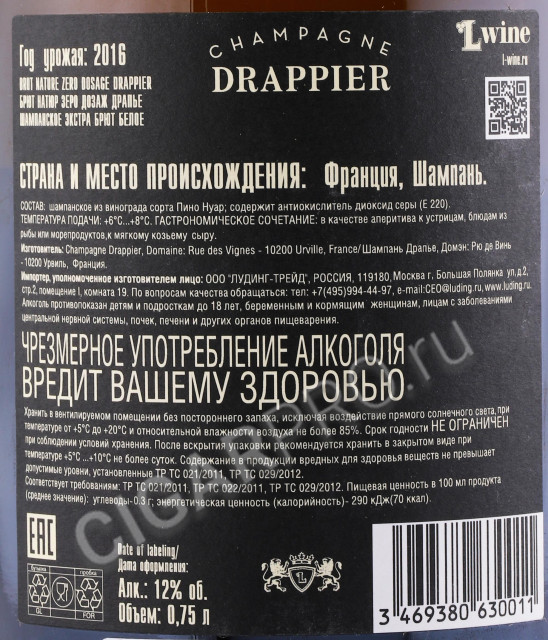 CHAMPAGNE
DRAPPIER
Lwine
l-wine.ru
Год урожая: 2016
BRUT NATURE ZERO DOSAGE DRAPPIER
БРЮТ НАТЮР ЗЕРО ДОЗАЖ ДРАПЬЕ
ШАМПАНСКОЕ ЭКСТРА БРЮТ БЕЛОЕ
СТРАНА И МЕСТО ПРОИСХОЖДЕНИЯ: Франция, Шампань.
СОСТАВ: шампанское из винограда сорта Пино Нуар; содержит антиокислитель диоксид серы (Е 220).
ТЕМПЕРАТУРА ПОДАЧИ: +6°С...+8°С. ГАСТРОНОМИЧЕСКОЕ СОЧЕТАНИЕ: в качестве аперитива к устрицам, блюдам из
рыбы или морепродуктов,к мягкому козьему сыру.
Изготовитель: Champagne Drappier, Domaine: Rue des Vignes - 10200 Urville, France/ Шампань Драпье, Домэн: Рю де Винь
- 10200 Урвиль, Франция.
Импортер, уполномоченное изготовителем лицо: ООО "ЛУДИНГ-ТРЕЙД", РОССИЯ, 119180, Москва г, Большая Полянка ул,д.2,
стр.2, помещение I, комната 19. По вопросам качества обращаться: тел: +7(495)994-44-97, e-mail:CEO@luding.ru, www.luding.ru.
Алкоголь противопоказан детям и подросткам до 18 лет, беременным и кормящим женщинам, лицам с заболеваниями
центральной нервной системы, почек, печени и других органов пищеварения.
ЧРЕЗМЕРНОЕ УПОТРЕБЛЕНИЕ АЛКОГОЛЯ
ВРЕДИТ ВАШЕМУ ЗДОРОВЬЮ
Хранить в вентилируемом помещении без постороннего запаха, исключая воздействие прямого солнечного света,при
температуре от +5°С до +20°С и относительной влажности воздуха не более 85%. Срок годности НЕ ОГРАНИЧЕН
при соблюдении условий хранения. После вскрытия упаковки рекомендуется хранить в закрытом виде при
температуре +5°С ...+10°С не более суток. Содержание в продукции вредных для здоровья веществ не превышает
допустимые уровни, установленные ТР ТС 021/2011, ТР ТС 029/2012.
Соответствует требованиям: ТР ТС 021/2011, ТР ТС 022/2011, ТР ТС 029/2012. Пищевая ценность в 100 мл продукта
(среднее значение): углеводы-0.3 г; энергетическая ценность (калорийность)- 290 кДж(70 ккал).
EAC
Date of labeling/
Дата оформления:
Алк.: 12% об.
Объем: 0,75 л
бутылка
пробка
GL
FOR
L
3 469380 630011
cigarpro.ru